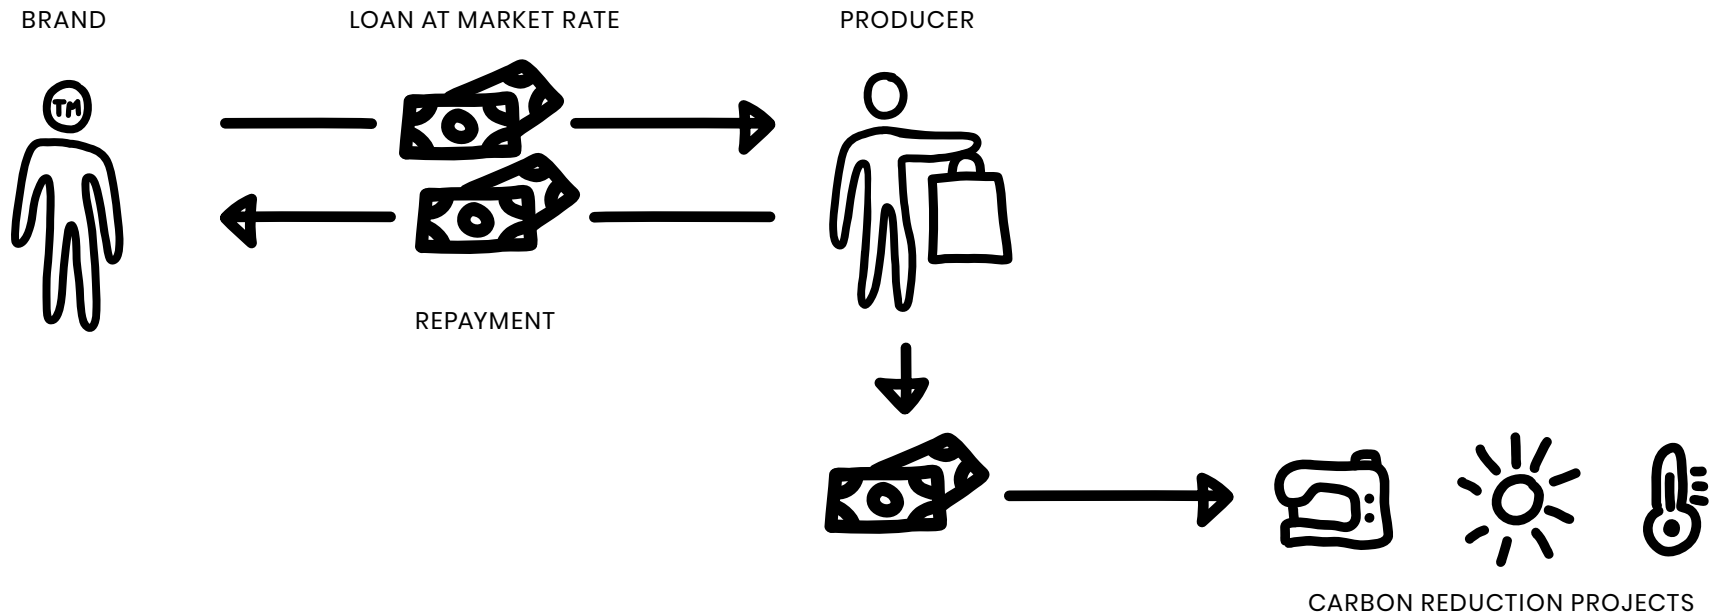 BRAND
LOAN AT MARKET RATE
PRODUCER
TM
REPAYMENT
CARBON REDUCTION PROJECTS